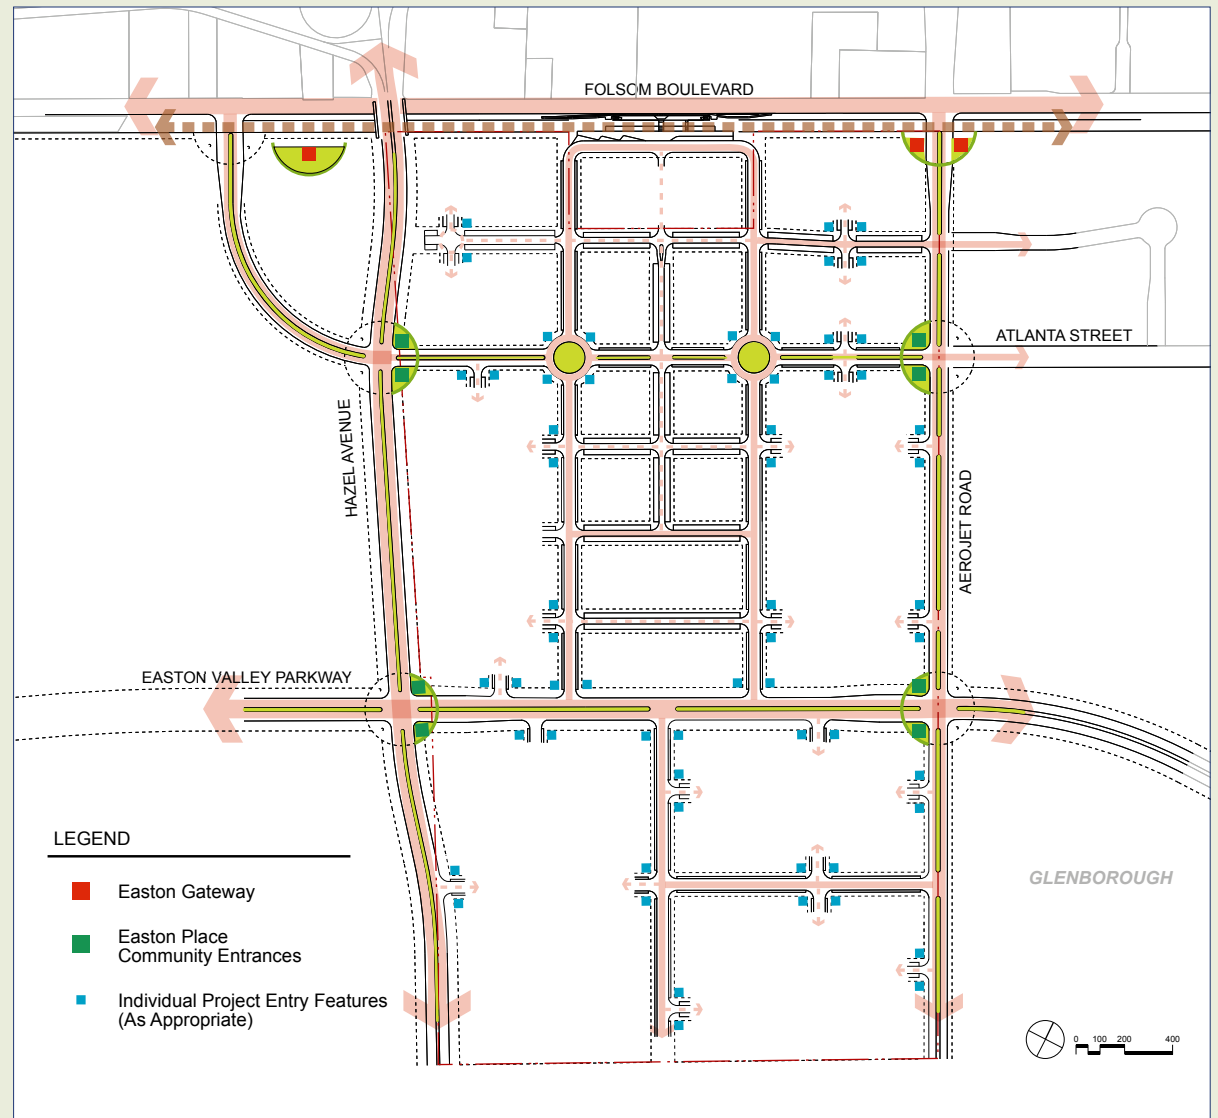 FOLSOM BOULEVARD
ATLANTA STREET
HAZEL AVENUE
AEROJET ROAD
EASTON VALLEY PARKWAY
LEGEND
Easton Gateway
Easton Place
Community Entrances
Individual Project Entry Features
(As Appropriate)
GLENBOROUGH
0 100 200 400